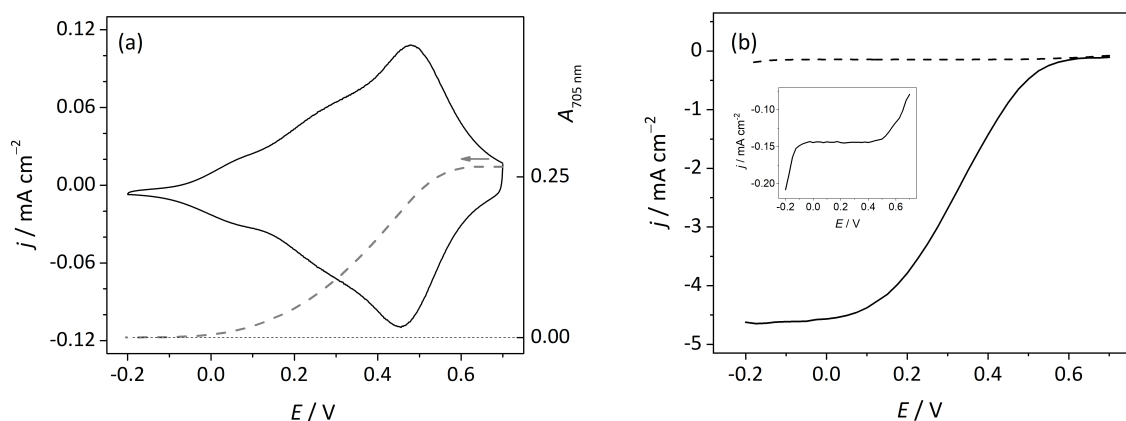 (a)
0.12
0.06
0.00
-0.06
-0.12
j / mA cm−2
-0.2 0.0 0.2 0.4 0.6
E / V
0.25
0.00
A705 nm
(b)
0
-1
-2
-3
-4
-5
j / mA cm−2
-0.2 0.0 0.2 0.4 0.6
E / V
-0.10
-0.15
-0.20
j / mA cm-2
-0.2 0.0 0.2 0.4 0.6
E / V